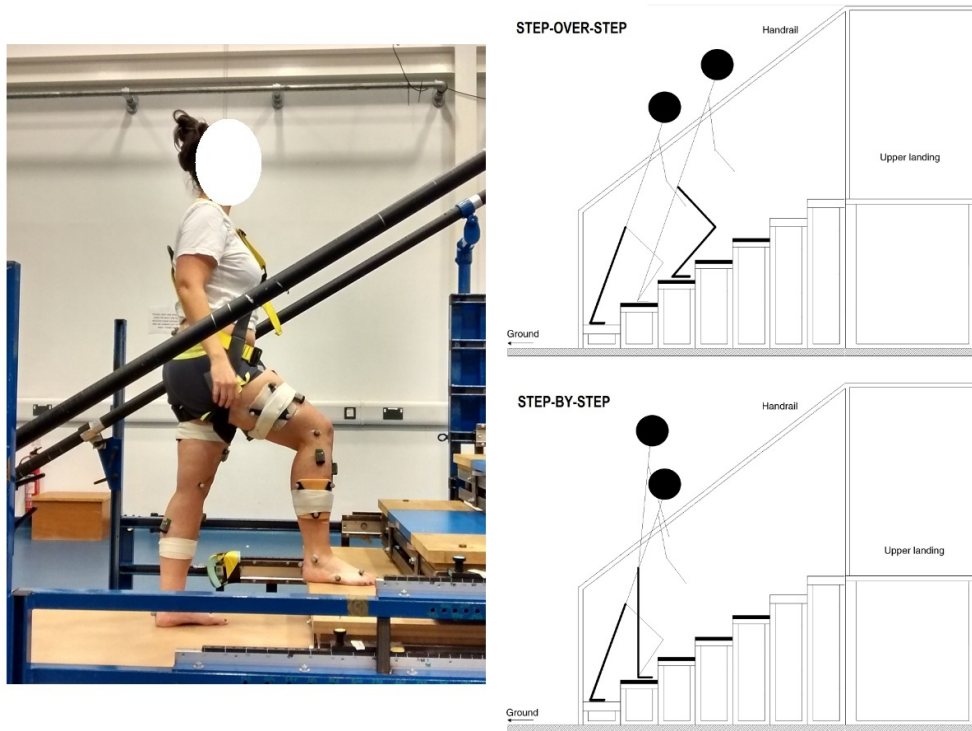 STEP-OVER-STEP
Handrail
Upper landing
Ground
STEP-BY-STEP
Handrail
Upper landing
Ground